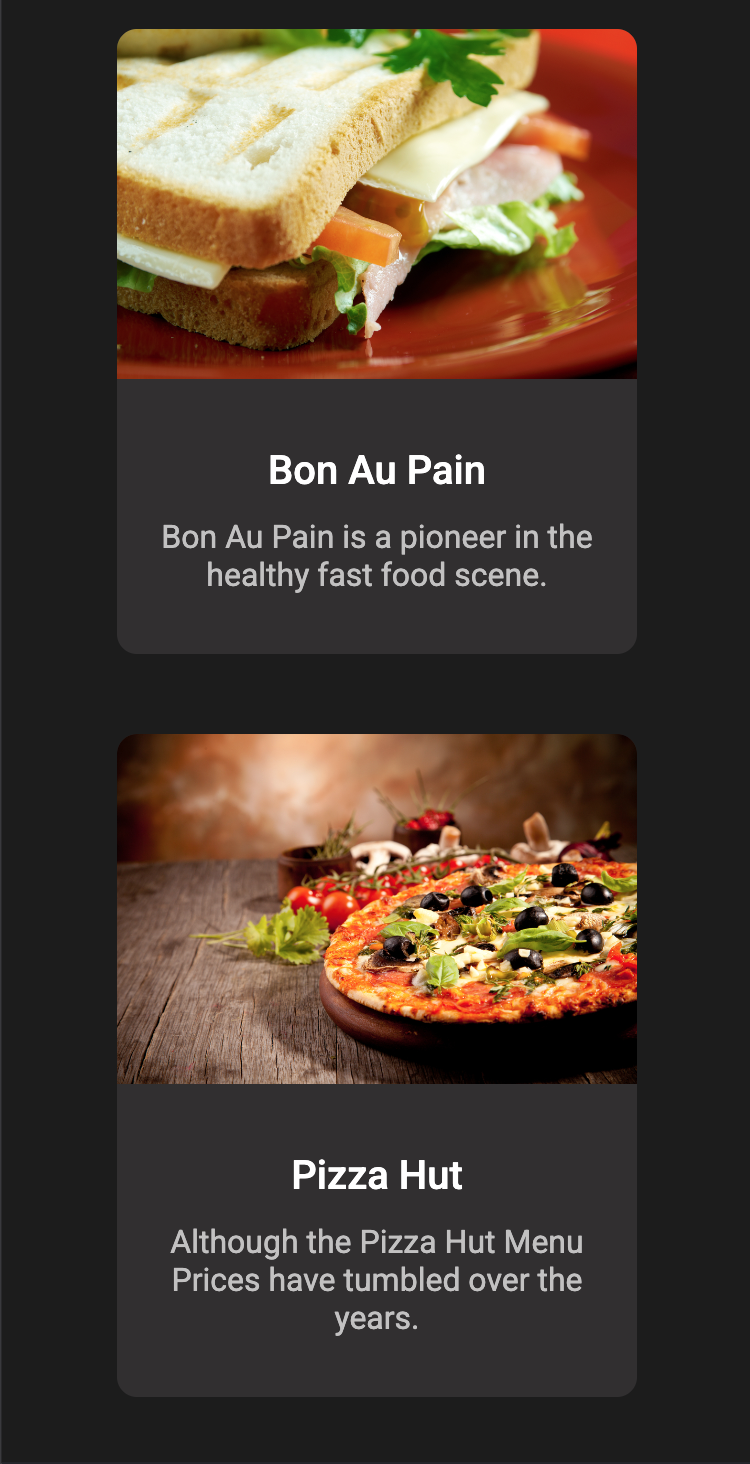 Bon Au Pain
Bon Au Pain is a pioneer in the
healthy fast food scene.
Pizza Hut
Although the Pizza Hut Menu
Prices have tumbled over the
years.